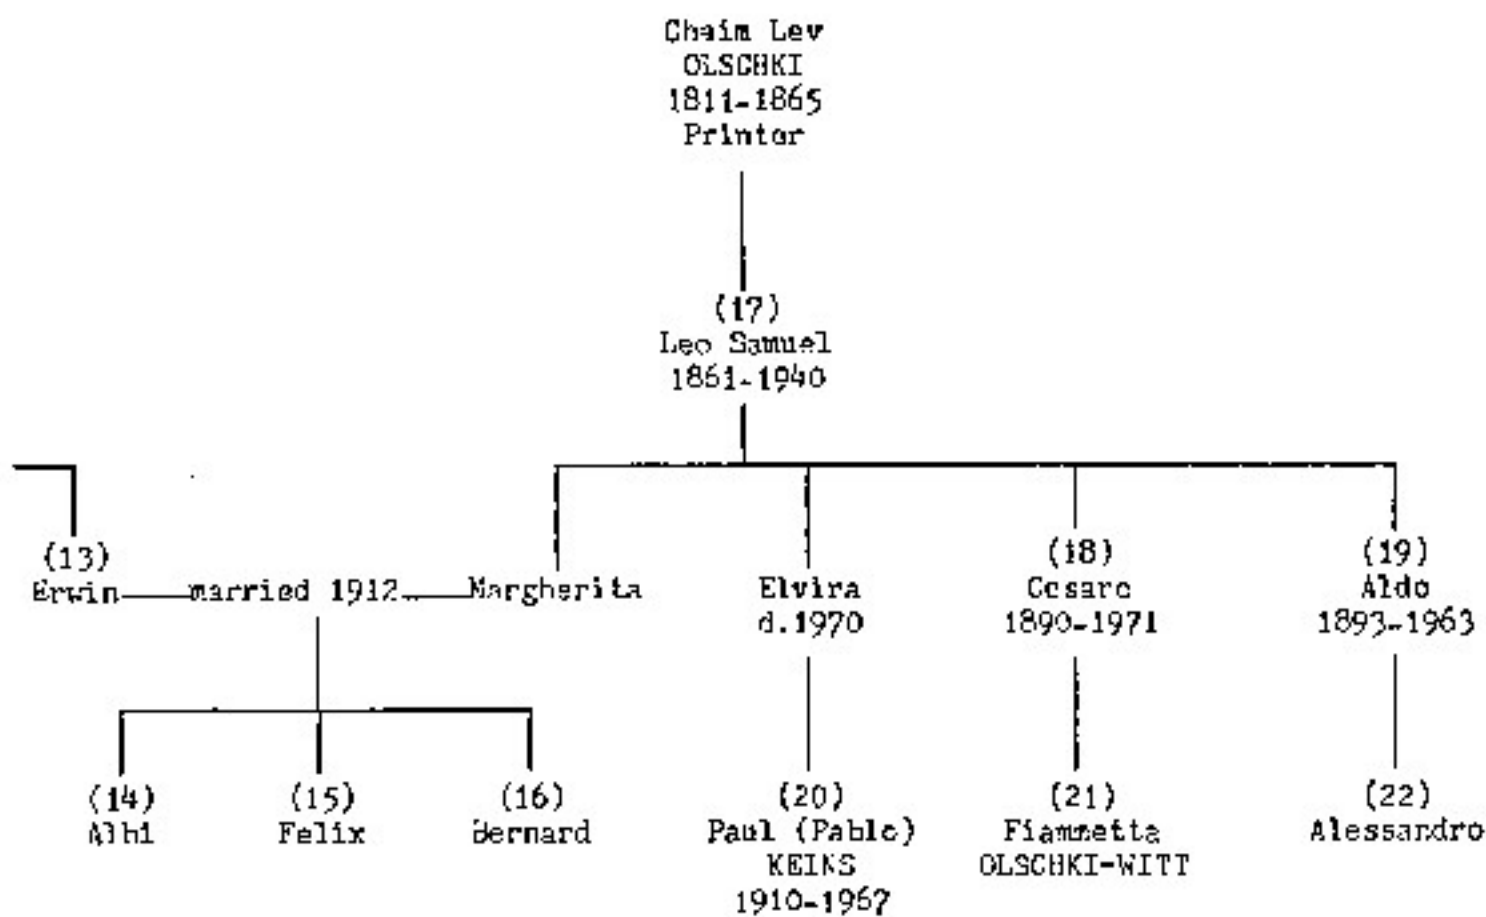 Chaim Lev
OLSCHKI
1811-1865
Printer
(17)
Leo Samuel
1861-1940
(13)
Erwin
married 1912
Margherita
Elvira
d.1970
(18)
Cesare
1890-1971
(19)
Aldo
1893-1963
(14)
Albi
(15)
Felix
(16)
Bernard
(20)
Paul (Pablo)
KEINS
1910-1967
(21)
Fiammetta
OLSCHKI-WITT
(22)
Alessandro